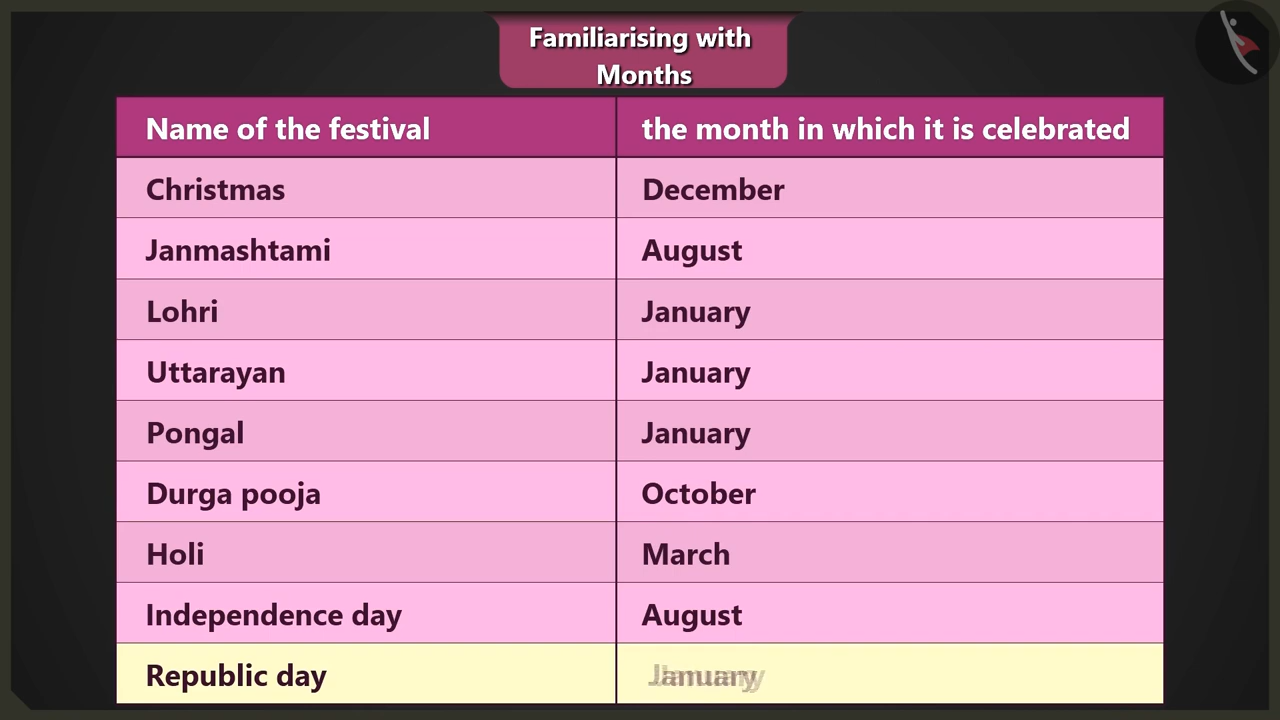 Familiarising with
Months
Name of the festival the month in which it is celebrated
Christmas December
Janmashtami August
Lohri January
Uttarayan January
Pongal January
Durga pooja October
Holi March
Independence day August
Republic day January